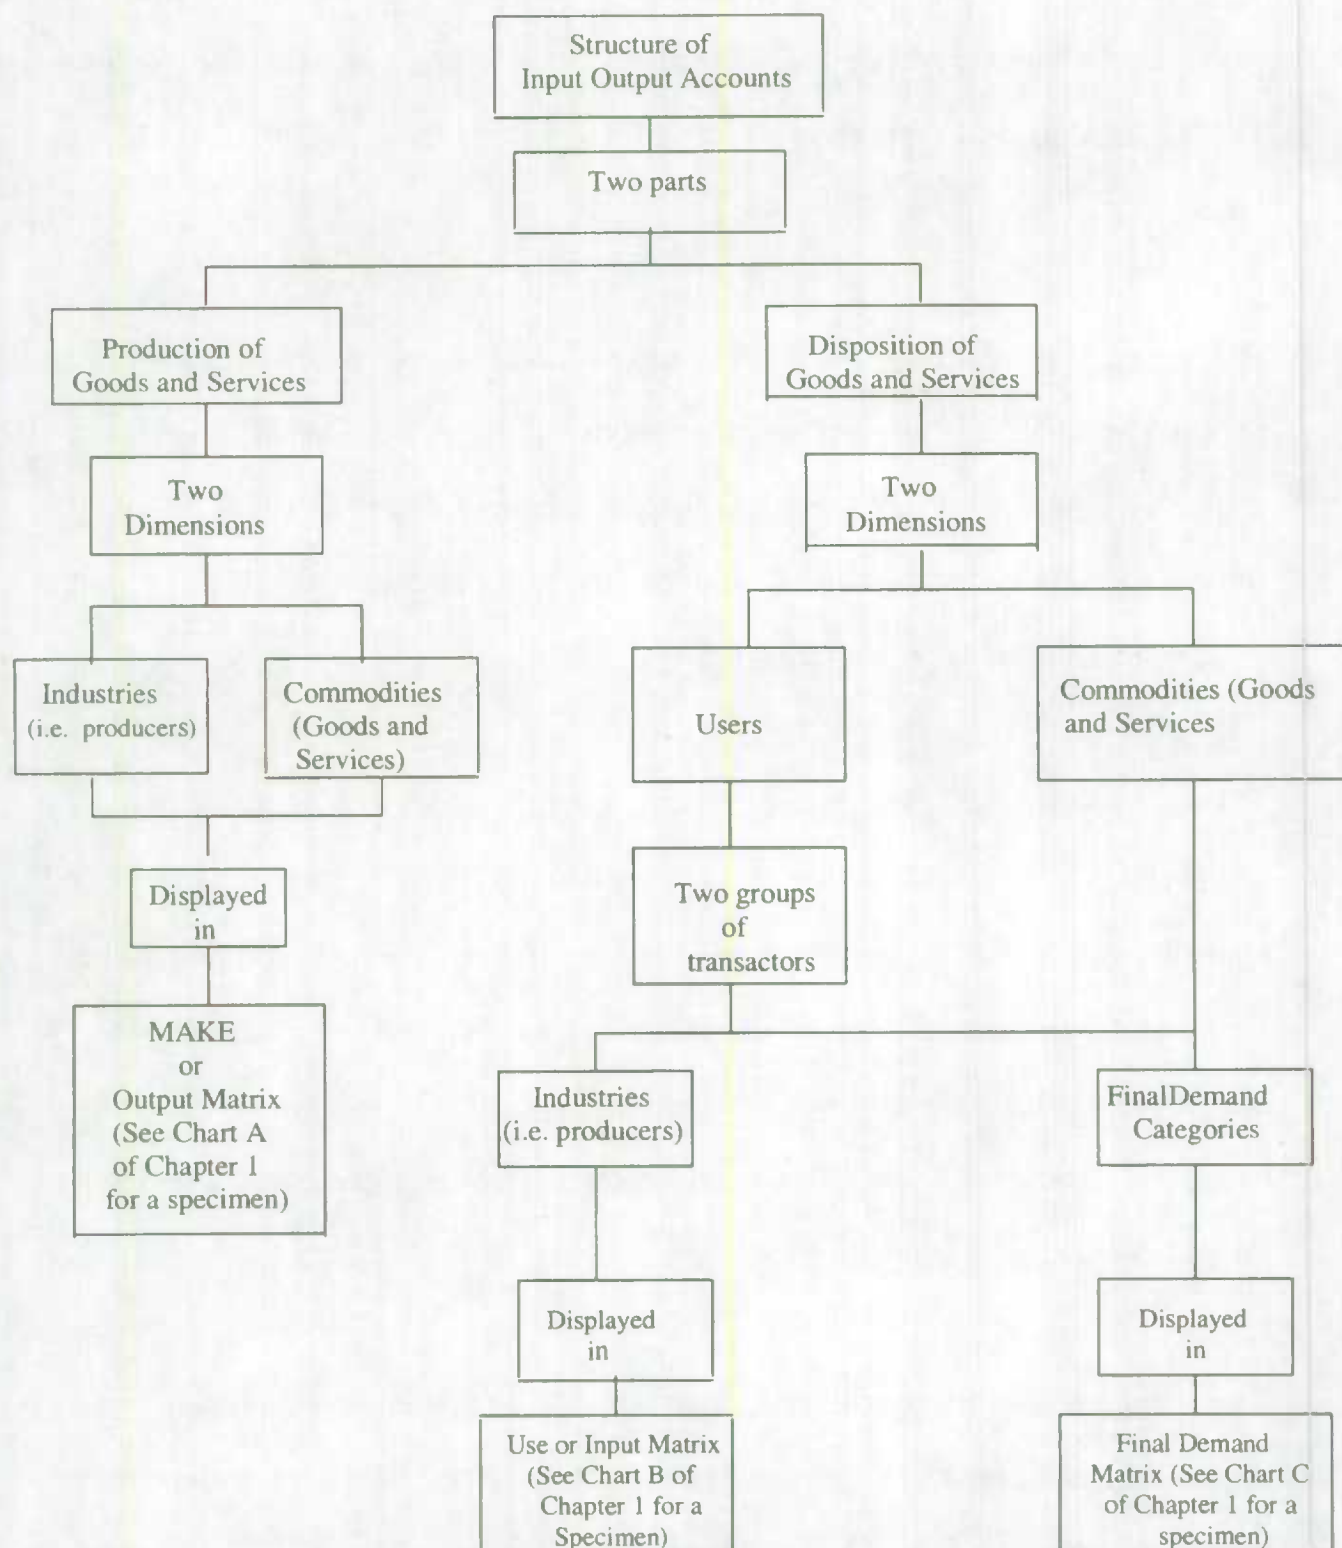 Structure of
Input Output Accounts
Two parts
Production of
Goods and Services
Disposition of
Goods and Services
Two
Dimensions
Two
Dimensions
Industries
(i.e. producers)
Commodities
(Goods and
Services)
Users
Commodities (Goods
and Services
Displayed
in
Two groups
of
transactors
MAKE
or
Output Matrix
(See Chart A
of Chapter 1
for a specimen)
Industries
(i.e. producers)
FinalDemand
Categories
Displayed
in
Displayed
in
Use or Input Matrix
(See Chart B of
Chapter 1 for a
Specimen)
Final Demand
Matrix (See Chart C
of Chapter 1 for a
specimen)